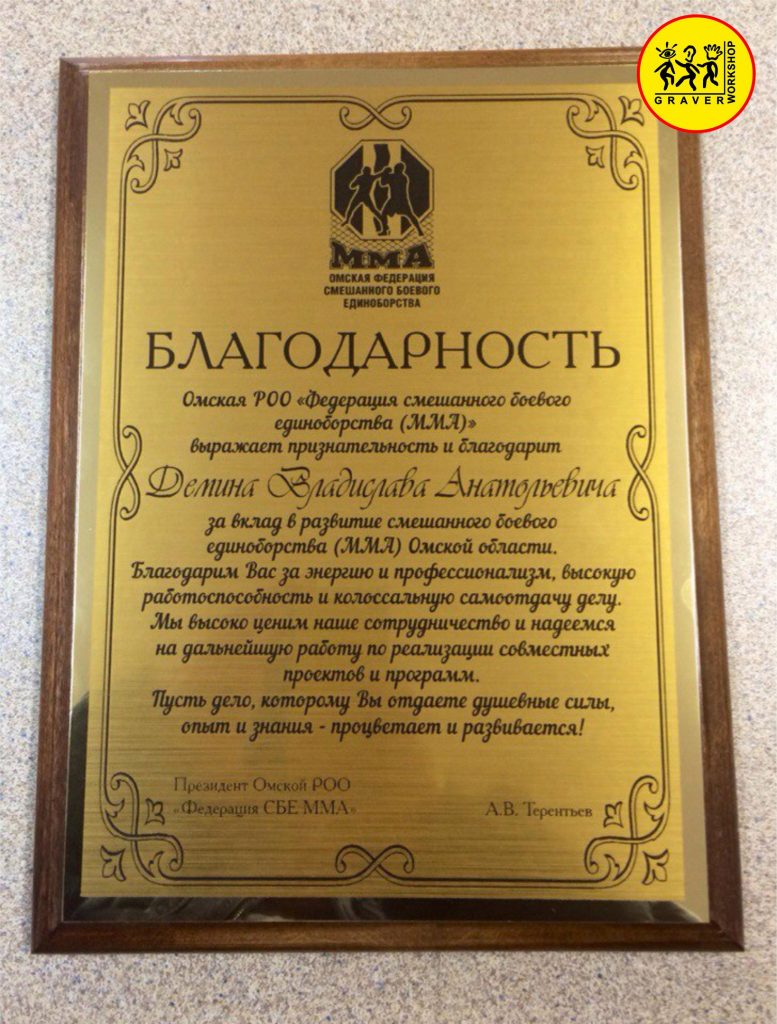 GRAVER
WORKSHOP
ММА
ОМСКАЯ ФЕДЕРАЦИЯ
СМЕШАННОГО БОЕВОГО
ЕДИНОБОРСТВА
БЛАГОДАРНОСТЬ
Омская РОО «Федерация смешанного боевого
единоборства (ММА)»
выражает признательность и благодарит
Демина Владислава Анатольевича
за вклад в развитие смешанного боевого
единоборства (ММА) Омской области.
Благодарим Вас за энергию и профессионализм, высокую
работоспособность и колоссальную самоотдачу делу.
Мы высоко ценим наше сотрудничество и надеемся
на дальнейшую работу по реализации совместных
проектов и программ.
Пусть дело, которому Вы отдаете душевные силы,
опыт и знания - процветает и развивается!
Президент Омской РОО
«Федерация СБЕ ММА»
А.В. Терентьев